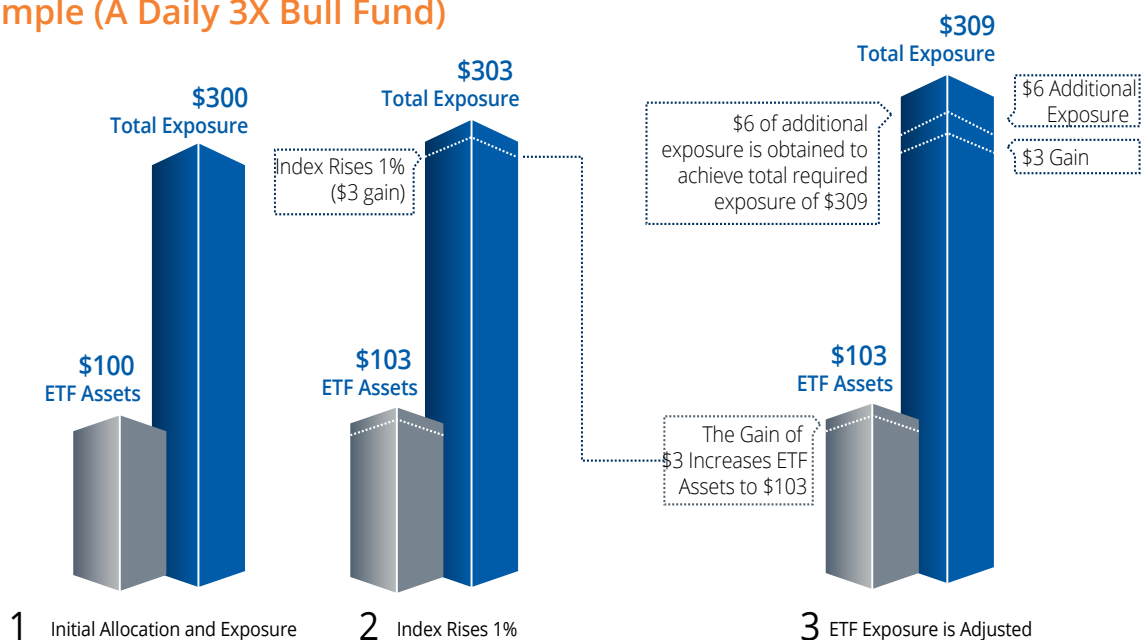 mple (A Daily 3X Bull Fund)
$300
Total Exposure
$100
ETF Assets
1 Initial Allocation and Exposure
$303
Total Exposure
Index Rises 1%
($3 gain)
$103
ETF Assets
2 Index Rises 1%
$309
Total Exposure
$6 of additional
exposure is obtained to
achieve total required
exposure of $309
$6 Additional
Exposure
$3 Gain
$103
ETF Assets
The Gain of
$3 Increases ETF
Assets to $103
3 ETF Exposure is Adjusted